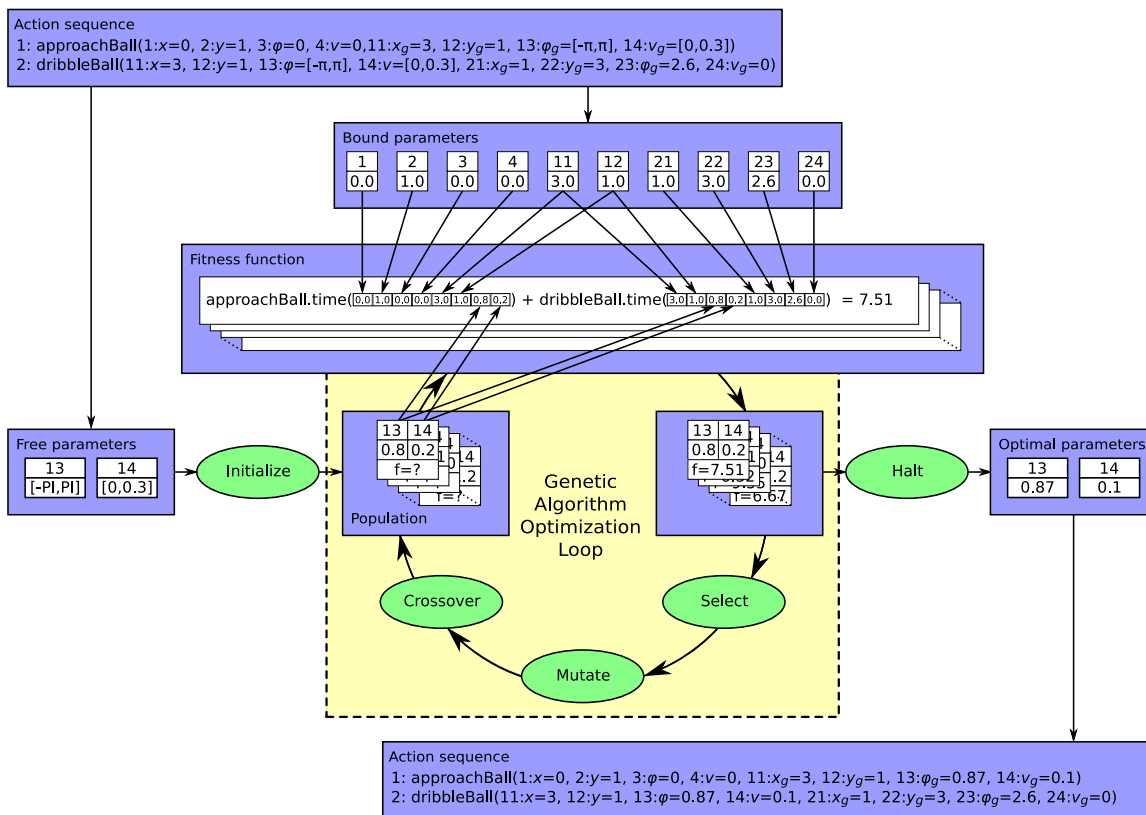 Action sequence
1: approachBall(1:x=0, 2:y=1, 3:φ=0, 4:v=0,11:xg=3, 12:yg=1, 13:φg=[-π,π], 14:vg=[0,0.3])
2: dribbleBall(11:x=3, 12:y=1, 13:φ=[-π,π], 14:v=[0,0.3], 21:xg=1, 22:yg=3, 23:φg=2.6, 24:vg=0)
Bound parameters
1 2 3 4 11 12 21 22 23 24
0.0 1.0 0.0 0.0 3.0 1.0 1.0 3.0 2.6 0.0
Fitness function
approachBall.time(0.0 1.0 0.0 0.0 3.0 1.0 0.8 0.2) + dribbleBall.time(3.0 1.0 0.8 0.2 1.0 3.0 2.6 0.0) = 7.51
Free parameters
13 14
[-PI,PI] [0,0.3]
Initialize
13 14
0.8 0.2
f=?
14
.2
f=?
Population
Genetic
Algorithm
Optimization
Loop
13 14
0.8 0.2
f=7.51
14
.2
f=6.67
Halt
Optimal parameters
13 14
0.87 0.1
Crossover
Select
Mutate
Action sequence
1: approachBall(1:x=0, 2:y=1, 3:φ=0, 4:v=0, 11:xg=3, 12:yg=1, 13:φg=0.87, 14:vg=0.1)
2: dribbleBall(11:x=3, 12:y=1, 13:φ=0.87, 14:v=0.1, 21:xg=1, 22:yg=3, 23:φg=2.6, 24:vg=0)